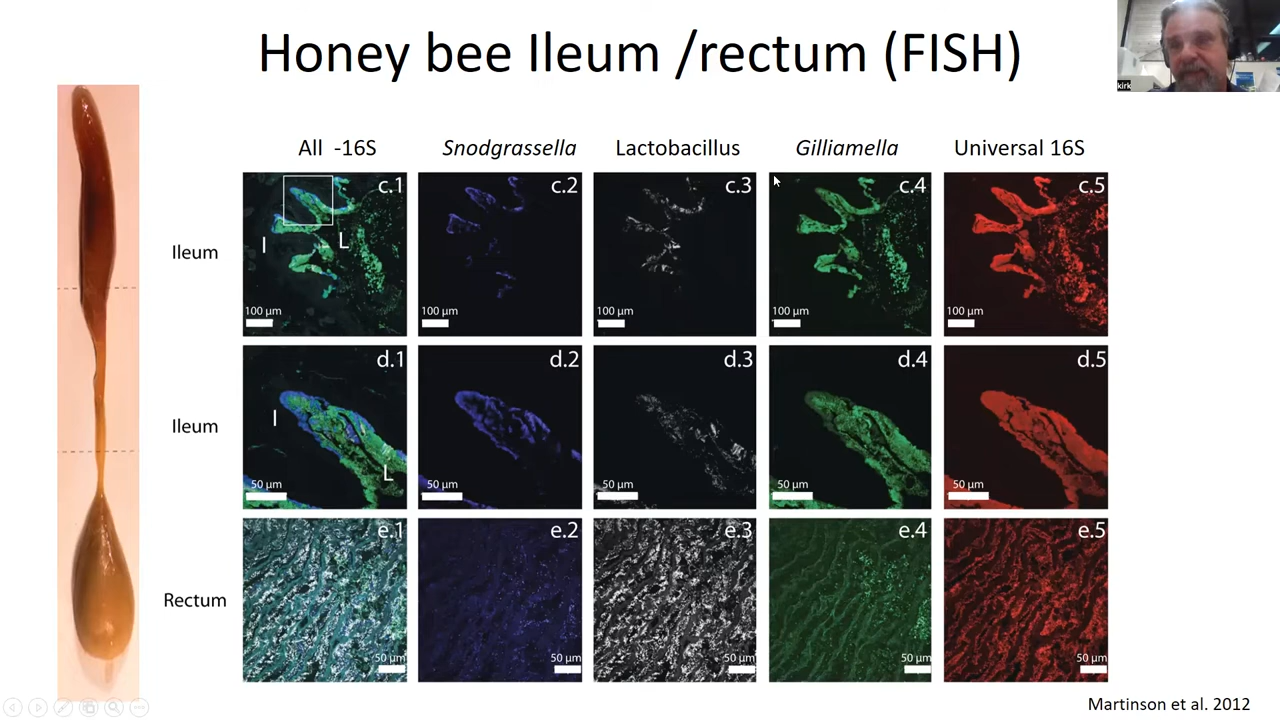 Honey bee Ileum /rectum (FISH)
kirk
All -16S
Snodgrassella
Lactobacillus
Gilliamella
Universal 16S
Ileum
c.1
I
L
100 µm
c.2
100 µm
c.3
100 µm
c.4
100 µm
c.5
100 µm
Ileum
d.1
I
L
50 µm
d.2
50 µm
d.3
50 µm
d.4
50 µm
d.5
50 µm
Rectum
e.1
50 µm
e.2
50 µm
e.3
50 µm
e.4
50 µm
e.5
50 µm
Martinson et al. 2012